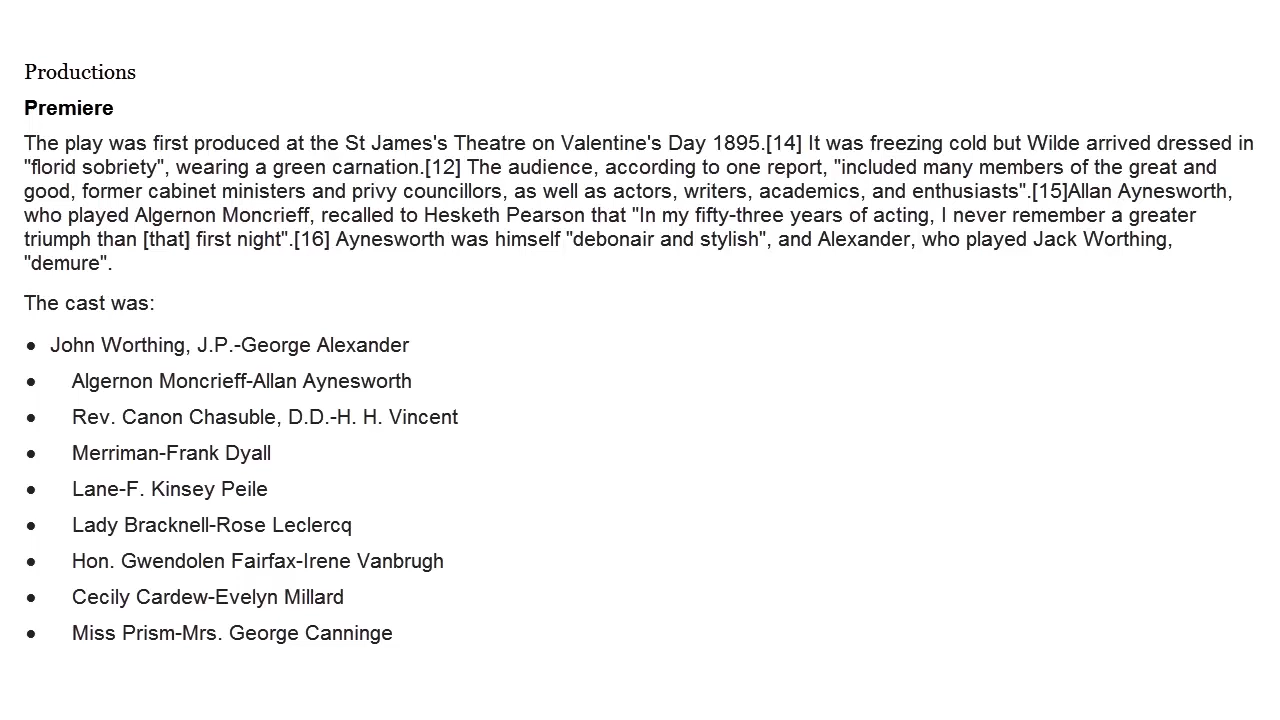 Productions
Premiere
The play was first produced at the St James's Theatre on Valentine's Day 1895.[14] It was freezing cold but Wilde arrived dressed in
"florid sobriety", wearing a green carnation.[12] The audience, according to one report, "included many members of the great and
good, former cabinet ministers and privy councillors, as well as actors, writers, academics, and enthusiasts".[15]Allan Aynesworth,
who played Algernon Moncrieff, recalled to Hesketh Pearson that "In my fifty-three years of acting, I never remember a greater
triumph than [that] first night".[16] Aynesworth was himself "debonair and stylish", and Alexander, who played Jack Worthing,
"demure".
The cast was:
• John Worthing, J.P.-George Alexander
• Algernon Moncrieff-Allan Aynesworth
• Rev. Canon Chasuble, D.D.-H. H. Vincent
• Merriman-Frank Dyall
• Lane-F. Kinsey Peile
• Lady Bracknell-Rose Leclercq
• Hon. Gwendolen Fairfax-Irene Vanbrugh
• Cecily Cardew-Evelyn Millard
• Miss Prism-Mrs. George Canninge